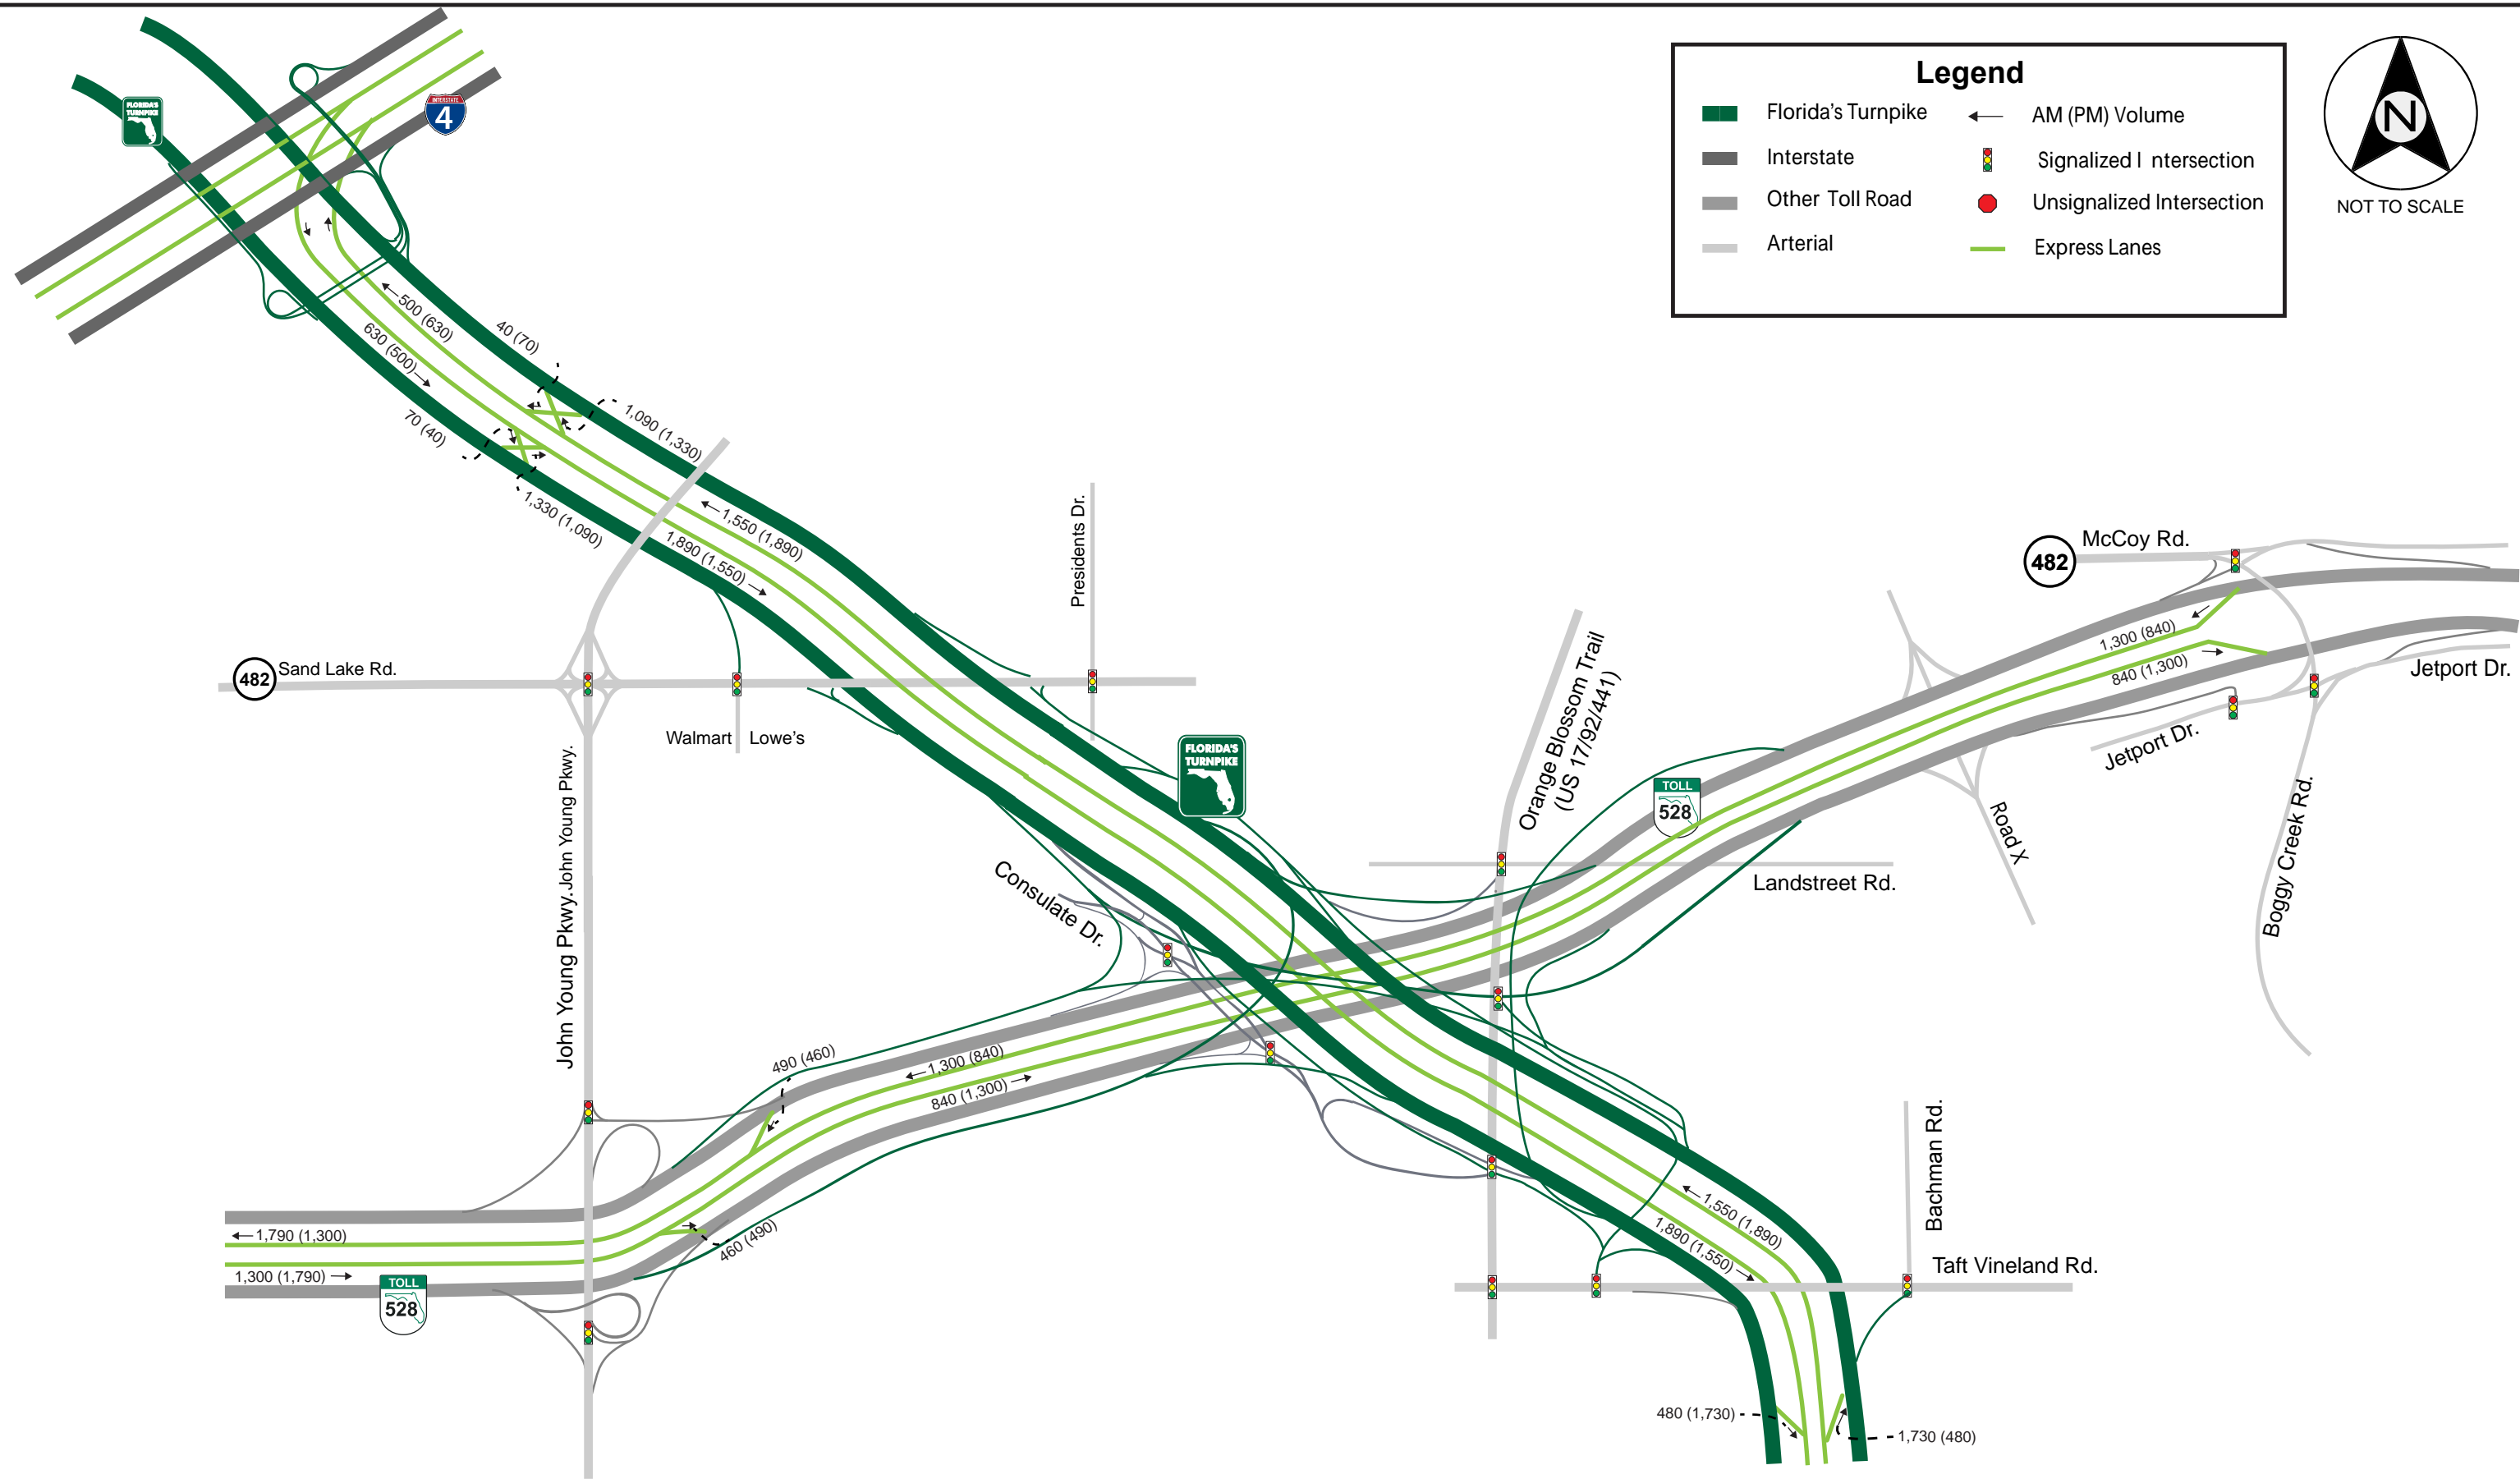 Legend
Florida's Turnpike
AM (PM) Volume
Interstate
Signalized I ntersection
Other Toll Road
Unsignalized Intersection
Arterial
Express Lanes
N
NOT TO SCALE
FLORIDA'S
TURNPIKE
INTERSTATE
4
500 (630)
40 (70)
630 (500)
70 (40)
1,090 (1,330)
1,330 (1,090)
1,550 (1,890)
1,890 (1,550)
Presidents Dr.
482
McCoy Rd.
1,300 (840)
840 (1,300)
Jetport Dr.
Jetport Dr.
482
Sand Lake Rd.
Walmart
Lowe's
John Young Pkwy.
John Young Pkwy.
FLORIDA'S
TURNPIKE
Orange Blossom Trail
(US 17/92/441)
TOLL
528
Road X
Boggy Creek Rd.
Landstreet Rd.
Consulate Dr.
490 (460)
1,300 (840)
840 (1,300)
1,790 (1,300)
1,300 (1,790)
460 (490)
TOLL
528
1,550 (1,890)
1,890 (1,550)
Bachman Rd.
Taft Vineland Rd.
480 (1,730)
1,730 (480)